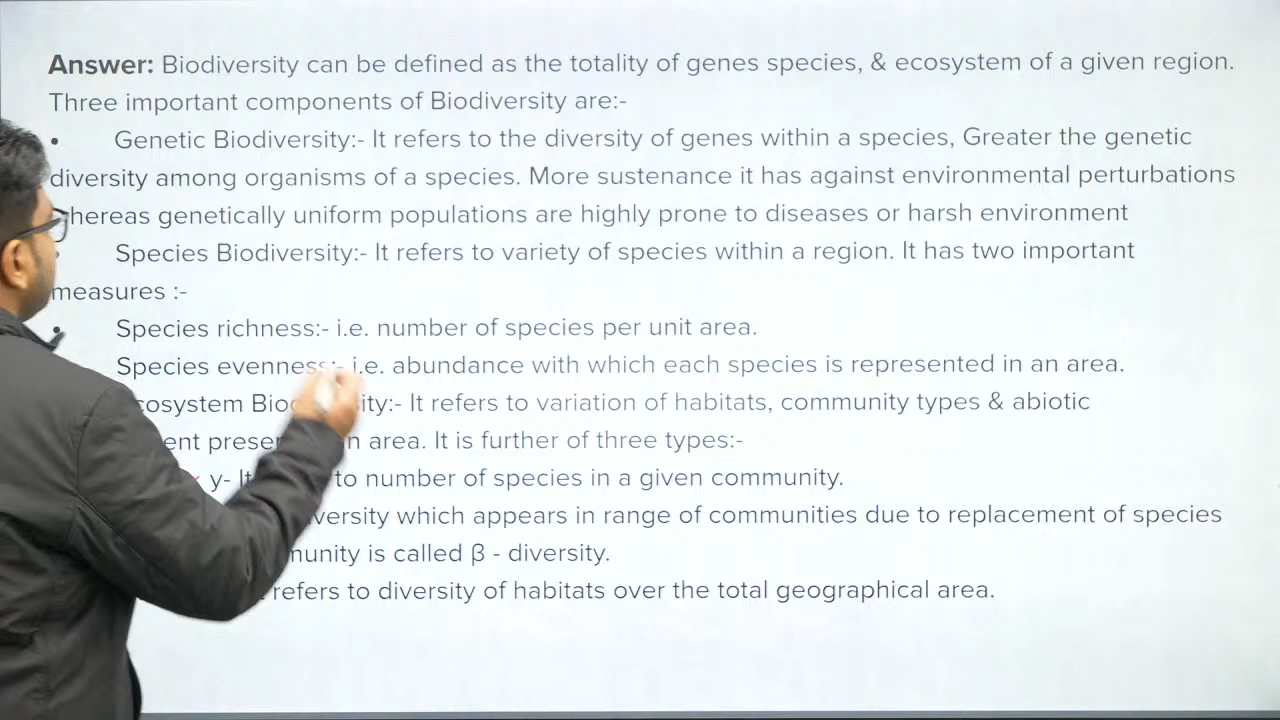 Answer: Biodiversity can be defined as the totality of genes species, & ecosystem of a given region.
Three important components of Biodiversity are:-
• Genetic Biodiversity:- It refers to the diversity of genes within a species, Greater the genetic
diversity among organisms of a species. More sustenance it has against environmental perturbations
hereas genetically uniform populations are highly prone to diseases or harsh environment
Species Biodiversity:- It refers to variety of species within a region. It has two important
measures :-
• Species richness:- i.e. number of species per unit area.
Species evenness:- i.e. abundance with which each species is represented in an area.
cosystem Bio ity:- It refers to variation of habitats, community types & abiotic
ent prese n area. It is further of three types:-
y- It to number of species in a given community.
versity which appears in range of communities due to replacement of species
munity is called β - diversity.
refers to diversity of habitats over the total geographical area.